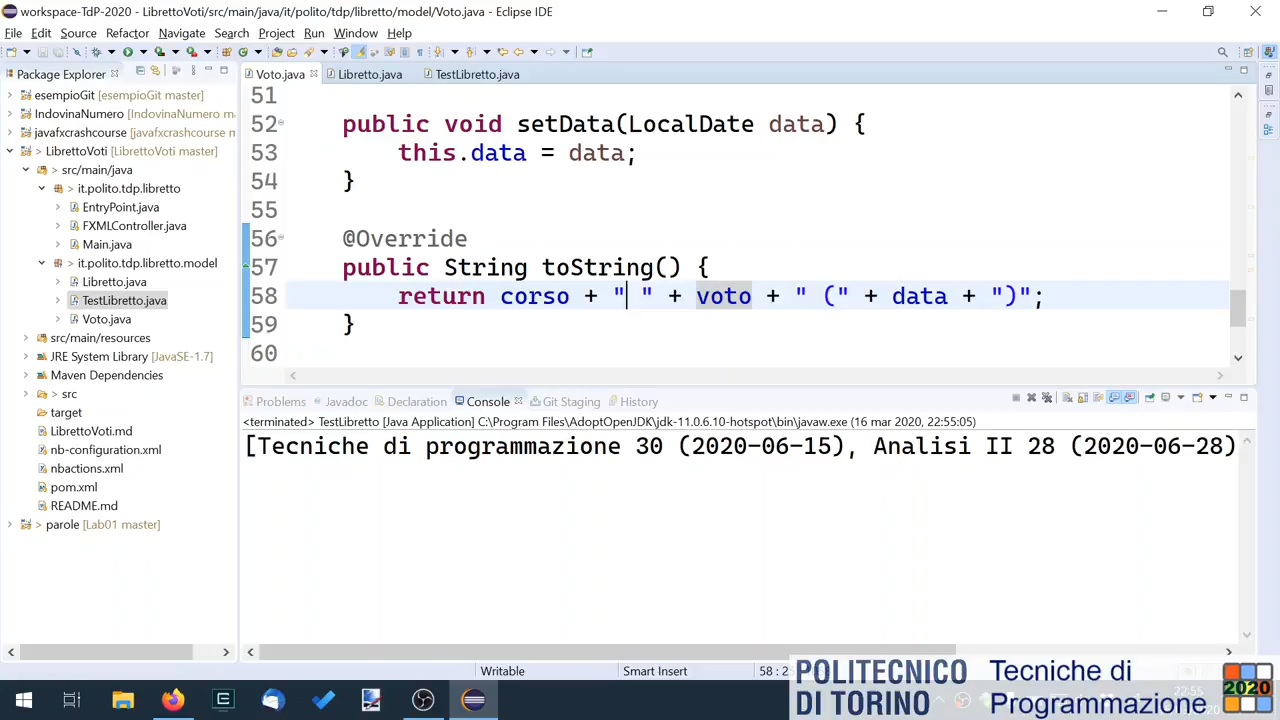 workspace-TdP-2020 - LibrettoVoti/src/main/java/it/polito/tdp/libretto/model/Voto.java - Eclipse IDE
File Edit Source Refactor Navigate Search Project Run Window Help
Package Explorer
Voto.java Libretto.java TestLibretto.java
esempioGit [esempioGit master]
IndovinaNumero [IndovinaNumero m
javafxcrashcourse [javafxcrashcourse m
> LibrettoVoti [LibrettoVoti master]
> src/main/java
> it.polito.tdp.libretto
EntryPoint.java
FXMLController.java
Main.java
> it.polito.tdp.libretto.model
Libretto.java
TestLibretto.java
Voto.java
src/main/resources
JRE System Library [JavaSE-1.7]
Maven Dependencies
> src
target
LibrettoVoti.md
nb-configuration.xml
nbactions.xml
pom.xml
README.md
> parole [Lab01 master]
51
52 public void setData(LocalDate data) {
53 this.data = data;
54 }
55
56 @Override
57 public String toString() {
58 return corso + " " + voto + " (" + data + ")";
59 }
60
Problems Javadoc Declaration Console Git Staging History
<terminated> TestLibretto [Java Application] C:\Program Files\AdoptOpenJDK\jdk-11.0.6.10-hotspot\bin\javaw.exe (16 mar 2020, 22:55:05)
[Tecniche di programmazione 30 (2020-06-15), Analisi II 28 (2020-06-28)
Writable Smart Insert 58 : 2
POLITECNICO
DI TORINO
Tecniche di
Programmazione
2020